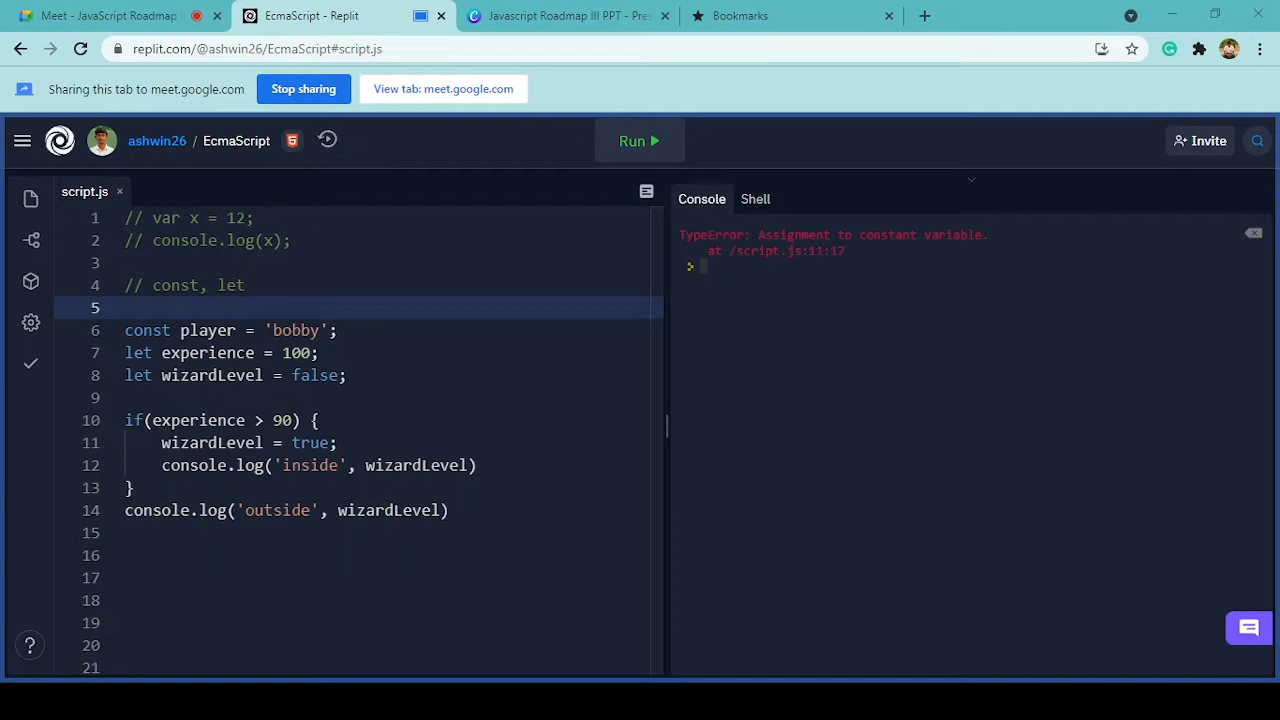 Meet - JavaScript Roadmap
EcmaScript - Replit
Javascript Roadmap III PPT - Pres
Bookmarks
replit.com/@ashwin26/EcmaScript#script.js
Sharing this tab to meet.google.com
Stop sharing
View tab: meet.google.com
ashwin26 / EcmaScript
Run
Invite
script.js
Console
Shell
1 // var x = 12;
2 // console.log(x);
3
4 // const, let
5
6 const player = 'bobby';
7 let experience = 100;
8 let wizardLevel = false;
9
10 if(experience > 90) {
11 wizardLevel = true;
12 console.log('inside', wizardLevel)
13 }
14 console.log('outside', wizardLevel)
15
16
17
18
19
20
21
TypeError: Assignment to constant variable.
at /script.js:11:17
>
?